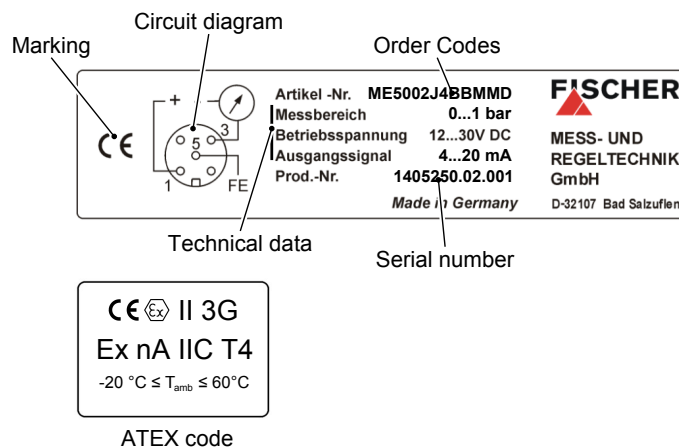 Circuit diagram
Marking
Order Codes
CE
+
-
3
5
1
FE
Artikel -Nr. ME5002J4BBMMD
Messbereich 0...1 bar
Betriebsspannung 12...30V DC
Ausgangssignal 4...20 mA
Prod.-Nr. 1405250.02.001
Made in Germany
FISCHER
MESS- UND
REGELTECHNIK
GmbH
D-32107 Bad Salzuflen
Technical data
Serial number
CE Ex II 3G
Ex nA IIC T4
-20 °C ≤ Tamb ≤ 60°C
ATEX code